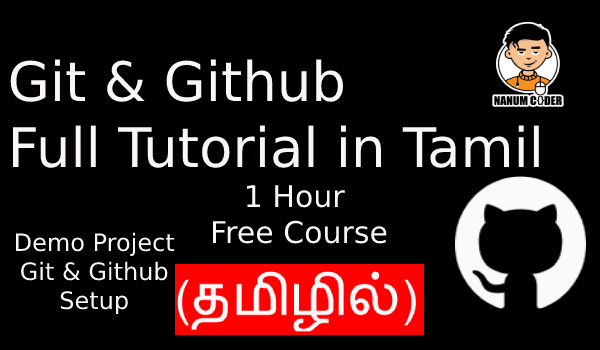 NANUM CODER
Git & Github
Full Tutorial in Tamil
1 Hour
Free Course
Demo Project
Git & Github
Setup
(தமிழில்)